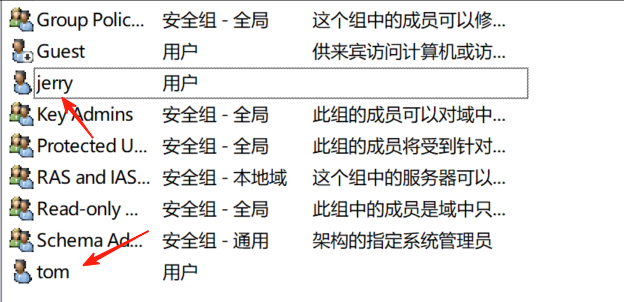 Group Polic... 安全组 - 全局 这个组中的成员可以修...
Guest 用户 供来宾访问计算机或访...
jerry 用户
Key Admins 安全组 - 全局 此组的成员可以对域中...
Protected U... 安全组 - 全局 此组的成员将受到针对...
RAS and IAS... 安全组 - 本地域 这个组中的服务器可以...
Read-only ... 安全组 - 全局 此组中的成员是域中只...
Schema Ad... 安全组 - 通用 架构的指定系统管理员
tom 用户